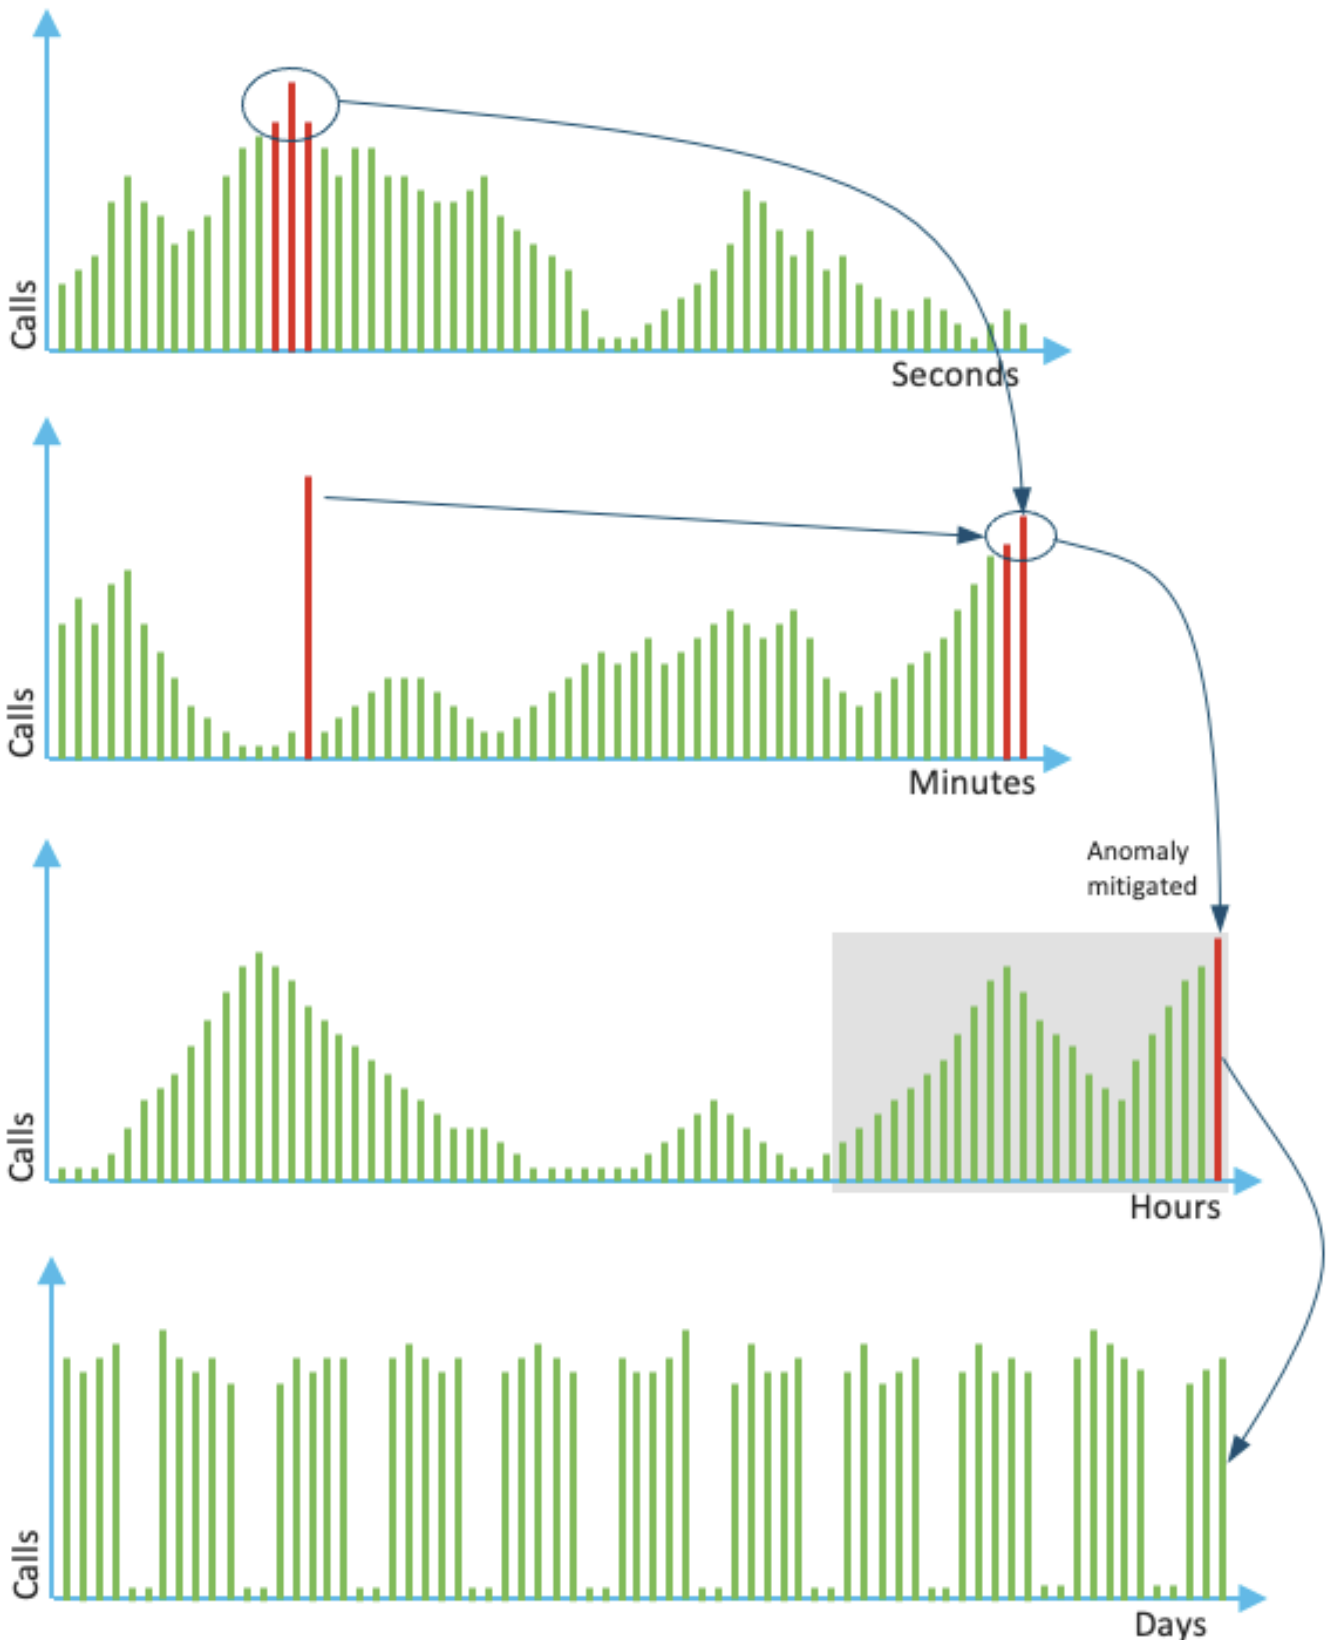 Calls
Seconds
Calls
Minutes
Anomaly
mitigated
Calls
Hours
Calls
Days